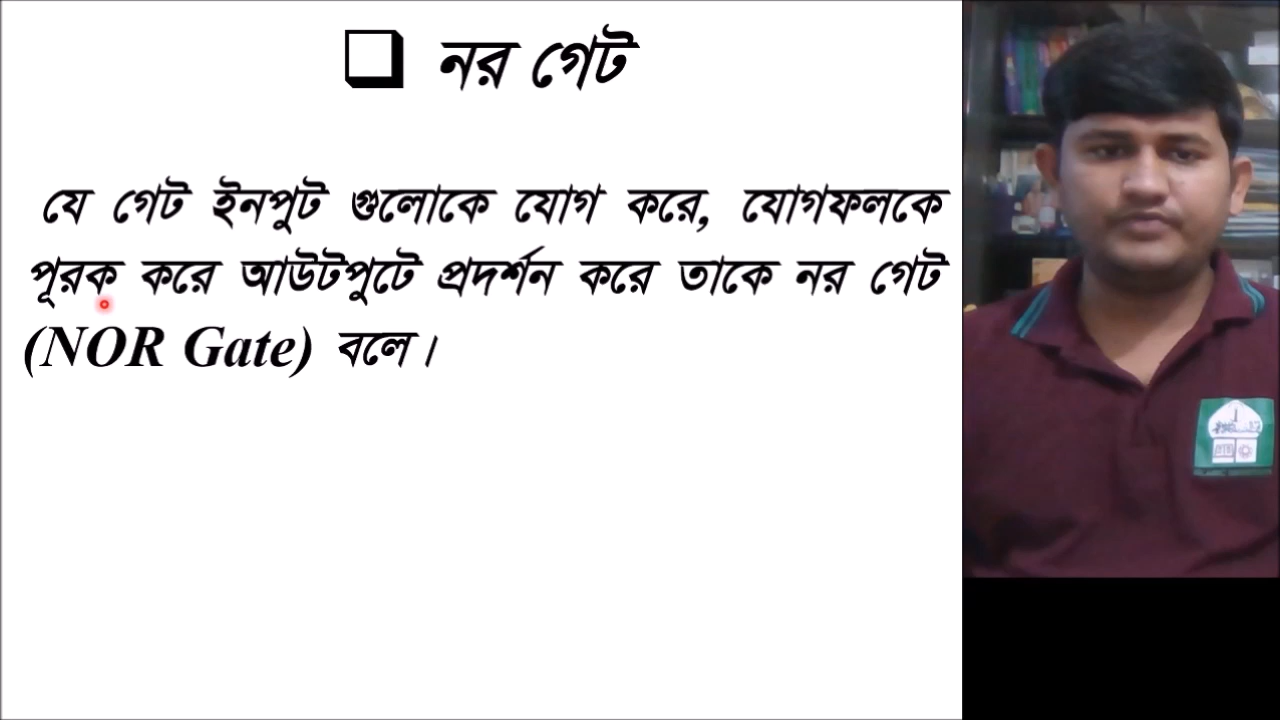 নর গেট
যে গেট ইনপুট গুলোকে যোগ করে, যোগফলকে
পূরক করে আউটপুটে প্রদর্শন করে তাকে নর গেট
(NOR Gate) বলে।